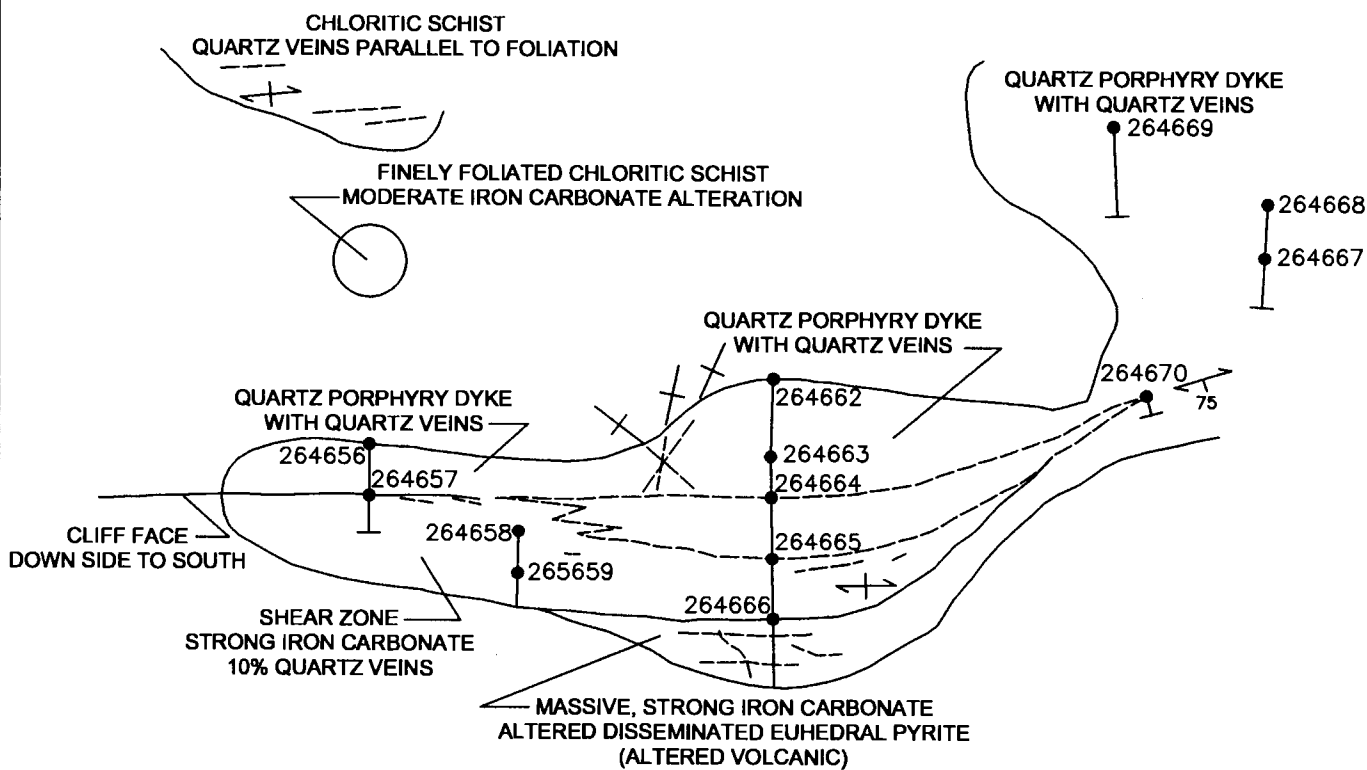 CHLORITIC SCHIST
QUARTZ VEINS PARALLEL TO FOLIATION
QUARTZ PORPHYRY DYKE
WITH QUARTZ VEINS
264669
FINELY FOLIATED CHLORITIC SCHIST
MODERATE IRON CARBONATE ALTERATION
264668
264667
QUARTZ PORPHYRY DYKE
WITH QUARTZ VEINS
264670
75
264662
QUARTZ PORPHYRY DYKE
WITH QUARTZ VEINS
264656
264663
264657
264664
CLIFF FACE
DOWN SIDE TO SOUTH
264658
264665
265659
264666
SHEAR ZONE
STRONG IRON CARBONATE
10% QUARTZ VEINS
MASSIVE, STRONG IRON CARBONATE
ALTERED DISSEMINATED EUHEDRAL PYRITE
(ALTERED VOLCANIC)